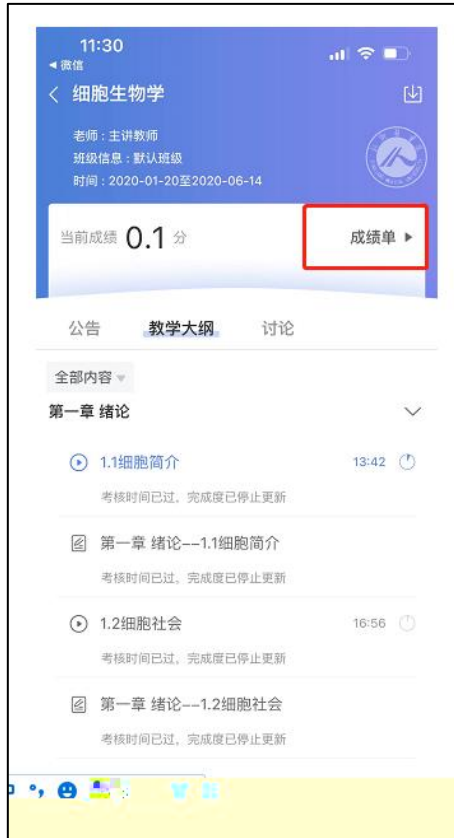 11:30
◀ 微信
细胞生物学
老师：主讲教师
班级信息：默认班级
时间：2020-01-20至2020-06-14
当前成绩 0.1 分
成绩单 ▶
公告 教学大纲 讨论
全部内容
第一章 绪论
1.1细胞简介 13:42
考核时间已过，完成度已停止更新
第一章 绪论--1.1细胞简介
考核时间已过，完成度已停止更新
1.2细胞社会 16:56
考核时间已过，完成度已停止更新
第一章 绪论--1.2细胞社会
考核时间已过，完成度已停止更新